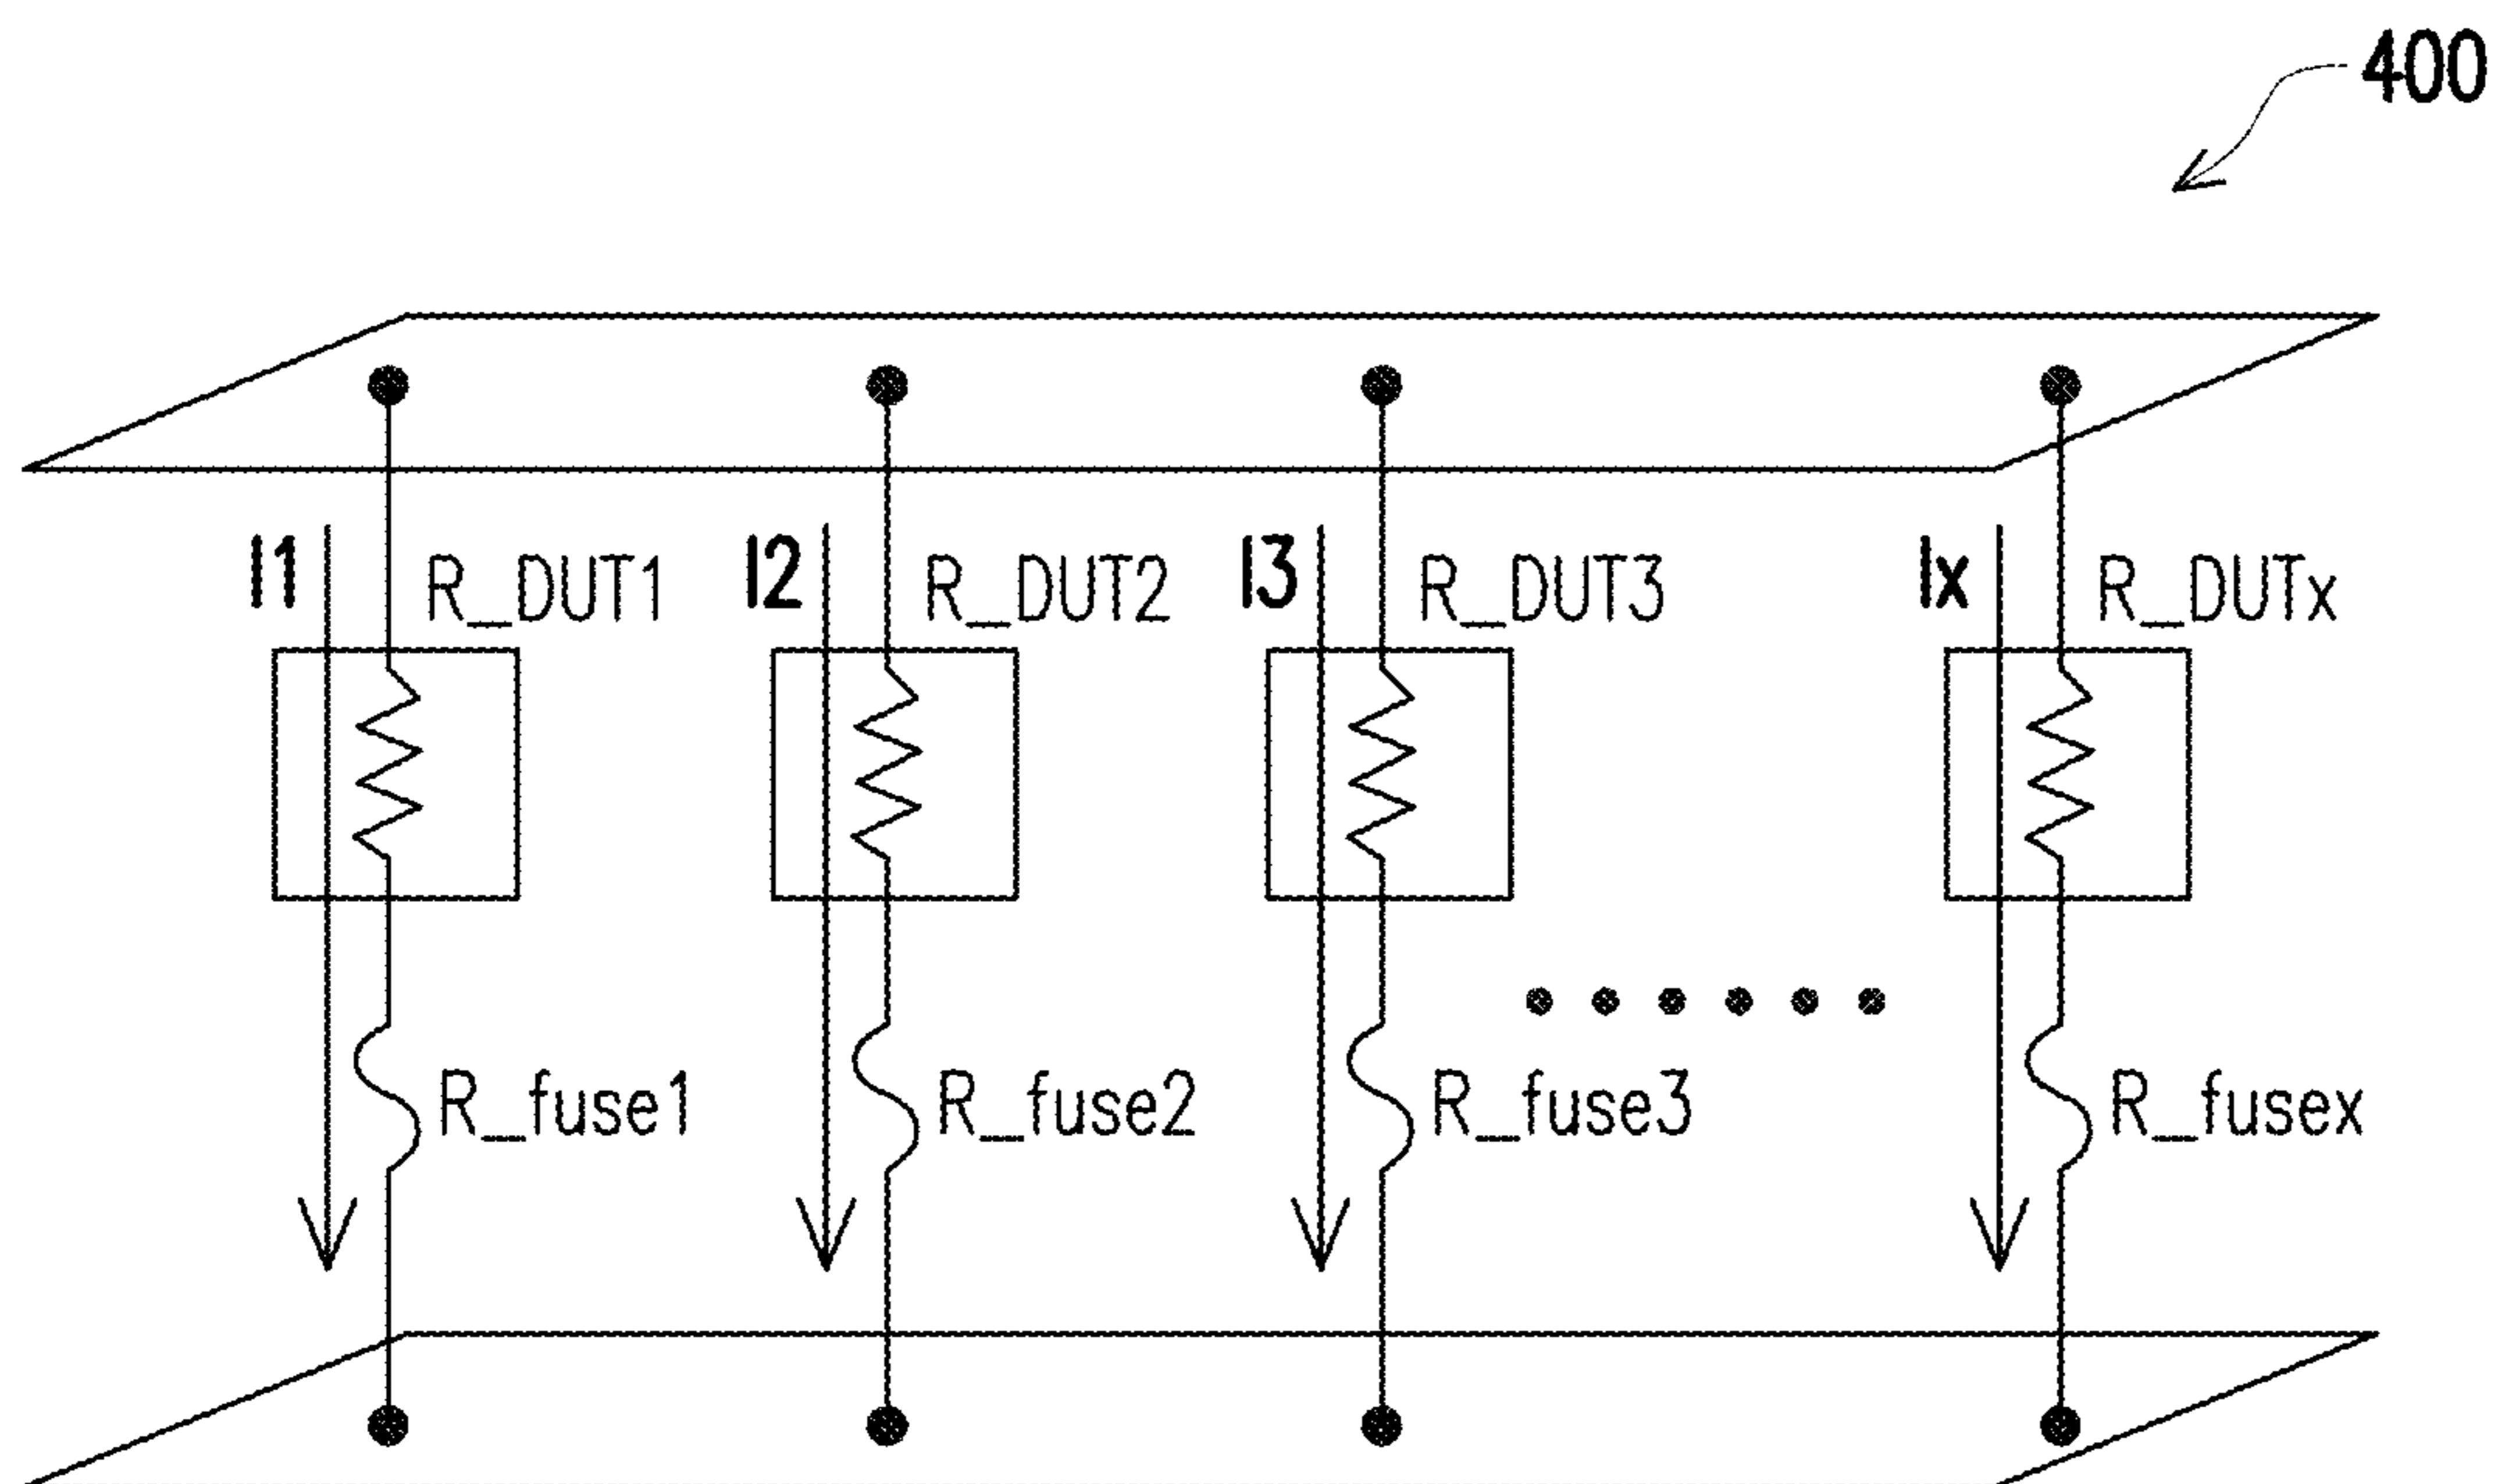 400
I1
R_DUT1
I2
R_DUT2
I3
R_DUT3
Ix
R_DUTx
R_fuse1
R_fuse2
R_fuse3
R_fusex